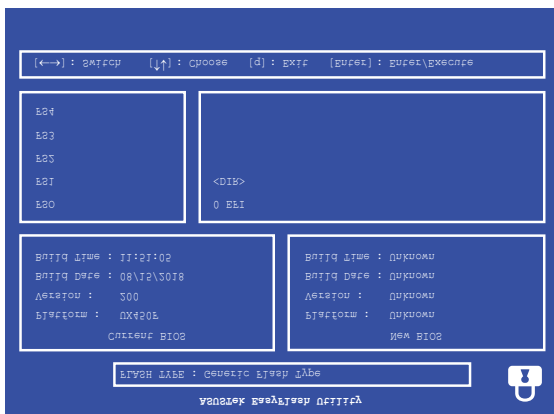 ASUSTek EasyFlash Utility
FLASH TYPE : Generic Flash Type
Current BIOS
Platform : UX450F
Version : 200
Build Date : 08/15/2018
Build Time : 11:51:05
New BIOS
Platform : Unknown
Version : Unknown
Build Date : Unknown
Build Time : Unknown
FS0
FS1
FS2
FS3
FS4
0 EFI
<DIR>
[←→] : Switch [↓↑] : Choose [q] : Exit [Enter] : Enter/Execute